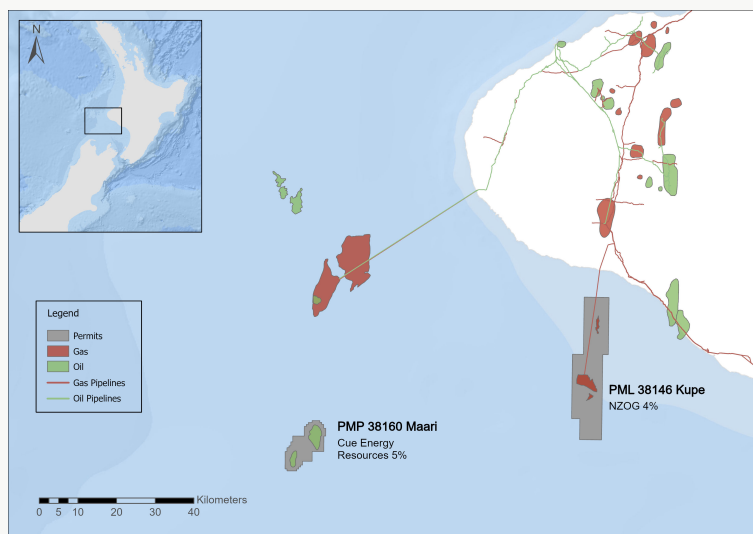 N
Legend
Permits
Gas
Oil
Gas Pipelines
Oil Pipelines
PML 38146 Kupe
NZOG 4%
PMP 38160 Maari
Cue Energy
Resources 5%
Kilometers
0 5 10 20 30 40